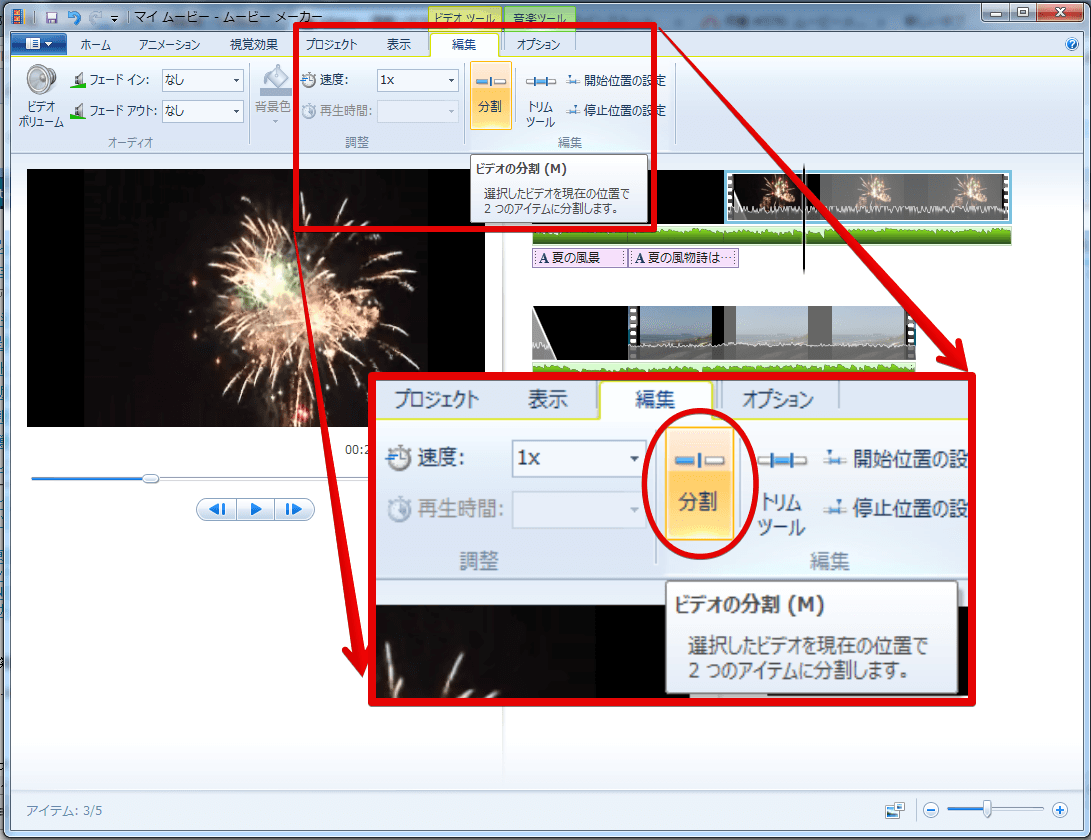 マイ ムービー - ムービー メーカー
ビデオ ツール
音楽ツール
ホーム
アニメーション
視覚効果
プロジェクト
表示
編集
オプション
ビデオ
ボリューム
フェード イン: なし
フェード アウト: なし
オーディオ
背景色
速度: 1x
再生時間:
調整
分割
トリム
ツール
開始位置の設定
停止位置の設定
編集
ビデオの分割 (M)
選択したビデオを現在の位置で
2 つのアイテムに分割します。
A 夏の風景
A 夏の風物詩は…
00:2
プロジェクト
表示
編集
オプション
速度: 1x
再生時間:
調整
分割
トリム
ツール
開始位置の設
停止位置の設
編集
ビデオの分割 (M)
選択したビデオを現在の位置で
2 つのアイテムに分割します。
アイテム: 3/5